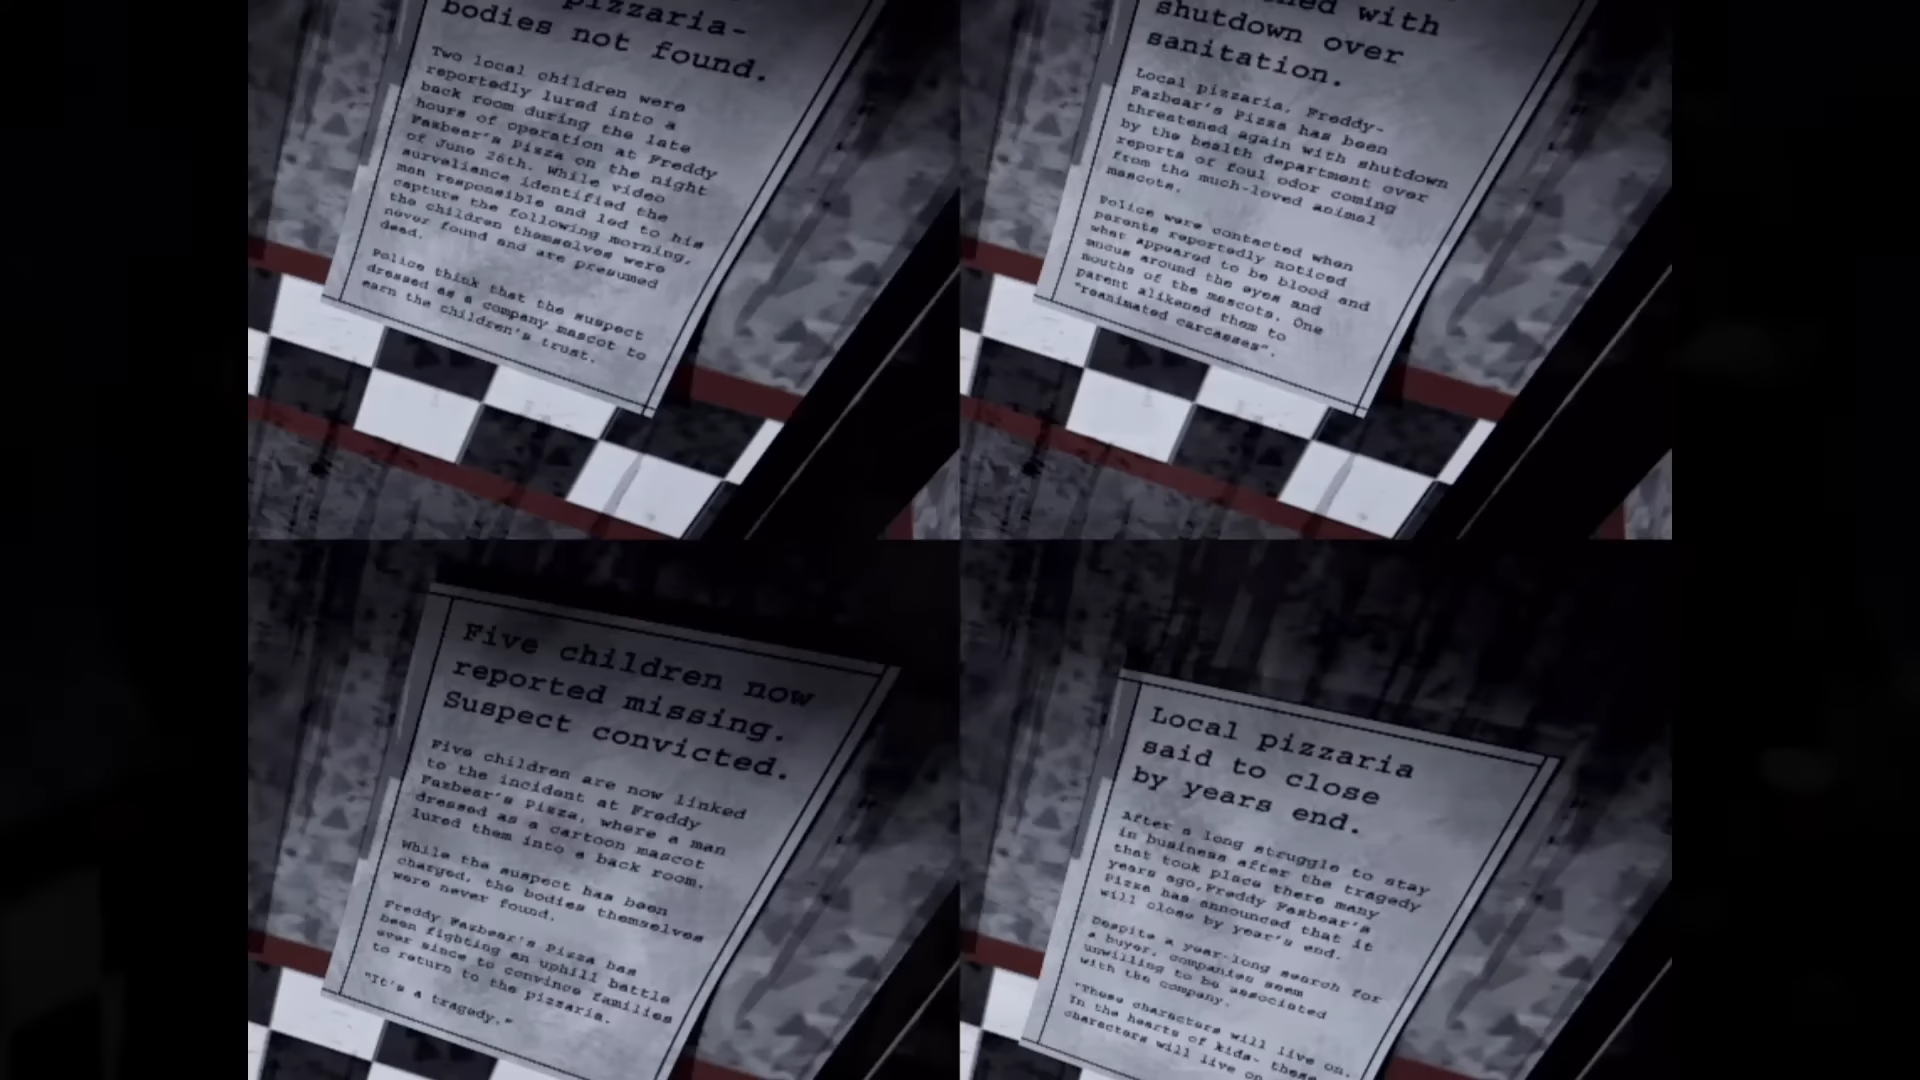 pizzaria-
bodies not found.
Two local children were
reportedly lured into a
back room during the late
hours of operation at Freddy
Fazbear's Pizza on the night
of June 26th. While video
surveliance identified the
man responsible and led to his
capture the following morning,
the children themselves were
never found and are presumed
dead.
Police think that the suspect
dressed as a company mascot to
earn the children's trust.
with
shutdown over
sanitation.
Local pizzaria, Freddy-
Fazbear's Pizza has been
threatened again with shutdown
by the health department over
reports of foul odor coming
from the much-loved animal
mascots.
Police were contacted when
parents reportedly noticed
what appeared to be blood and
mucus around the eyes and
mouths of the mascots. One
parent alikened them to
"reanimated carcasses".
Five children now
reported missing.
Suspect convicted.
Five children are now linked
to the incident at Freddy
Fazbear's Pizza, where a man
dressed as a cartoon mascot
lured them into a back room.
While the suspect has been
charged, the bodies themselves
were never found.
Freddy Fazbear's Pizza has
been fighting an uphill battle
ever since to convince families
to return to the pizzaria.
"It's a tragedy."
Local pizzaria
said to close
by years end.
After a long struggle to stay
in business after the tragedy
that took place there many
years ago,Freddy Fazbear's
Pizza has announced that it
will close by year's end.
Despite a year-long search for
a buyer, companies seem
unwilling to be associated
with the company.
"These characters will live on.
In the hearts of kids- these
characters will live on